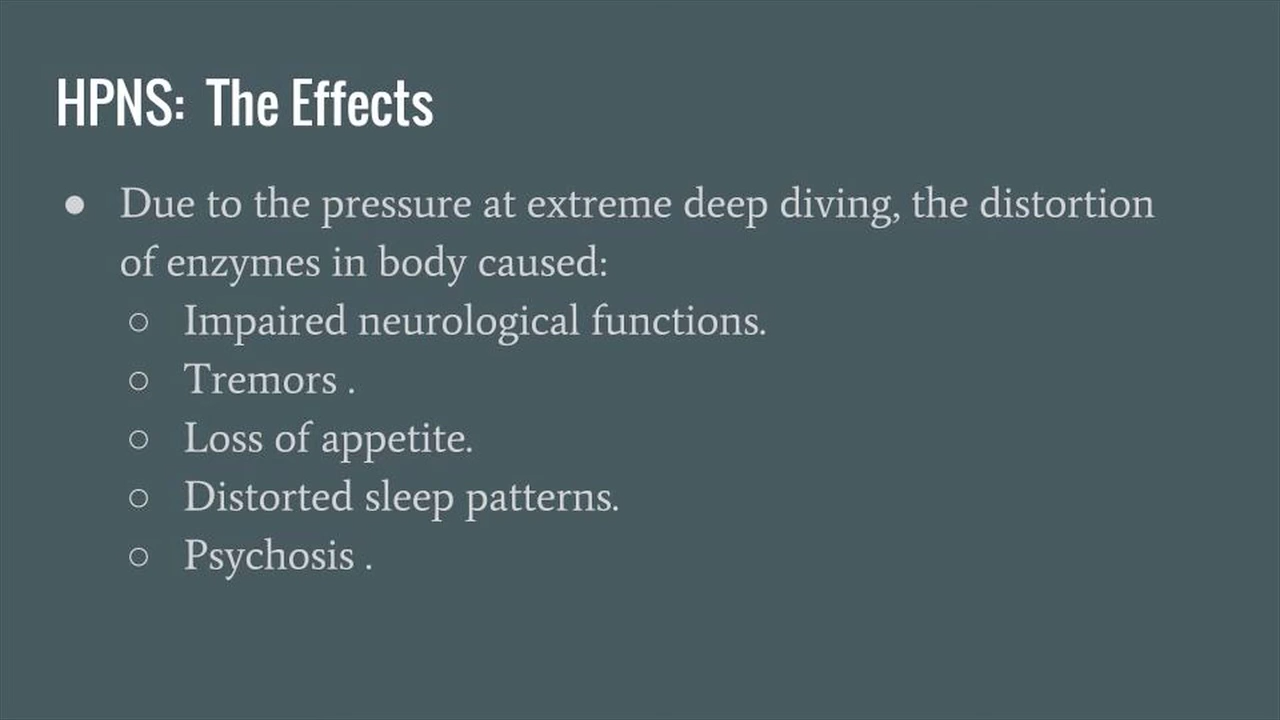 HPNS: The Effects
● Due to the pressure at extreme deep diving, the distortion
of enzymes in body caused:
○ Impaired neurological functions.
○ Tremors .
○ Loss of appetite.
○ Distorted sleep patterns.
○ Psychosis .